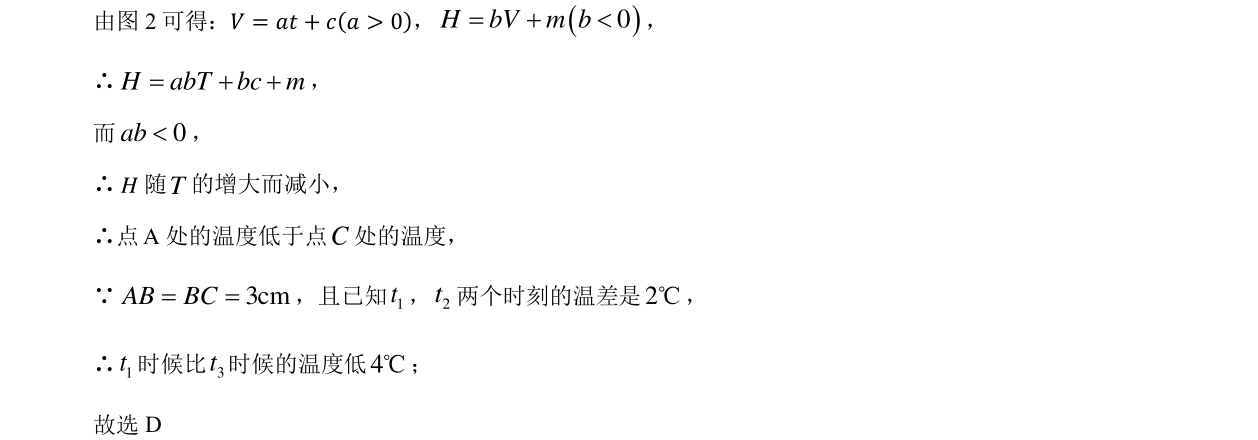 由图 2 可得：V = at + c(a > 0)，H = bV + m(b < 0)，
∴ H = abT + bc + m，
而 ab < 0，
∴ H 随 T 的增大而减小，
∴点 A 处的温度低于点 C 处的温度，
∵ AB = BC = 3cm，且已知 t₁，t₂ 两个时刻的温差是 2℃，
∴ t₁ 时候比 t₃ 时候的温度低 4℃；
故选 D